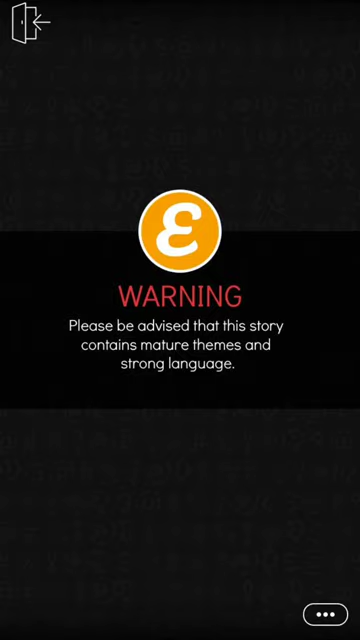 ε
WARNING
Please be advised that this story
contains mature themes and
strong language.